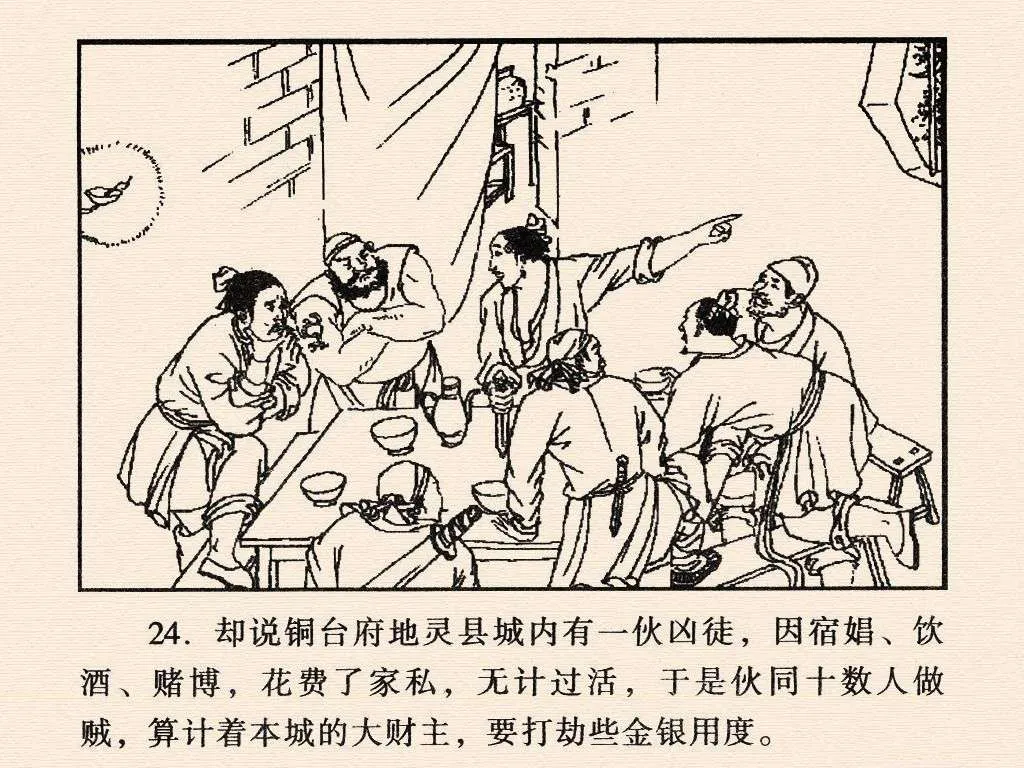 24. 却说铜台府地灵县城内有一伙凶徒，因宿娼、饮
酒、赌博，花费了家私，无计过活，于是伙同十数人做
贼，算计着本城的大财主，要打劫些金银用度。